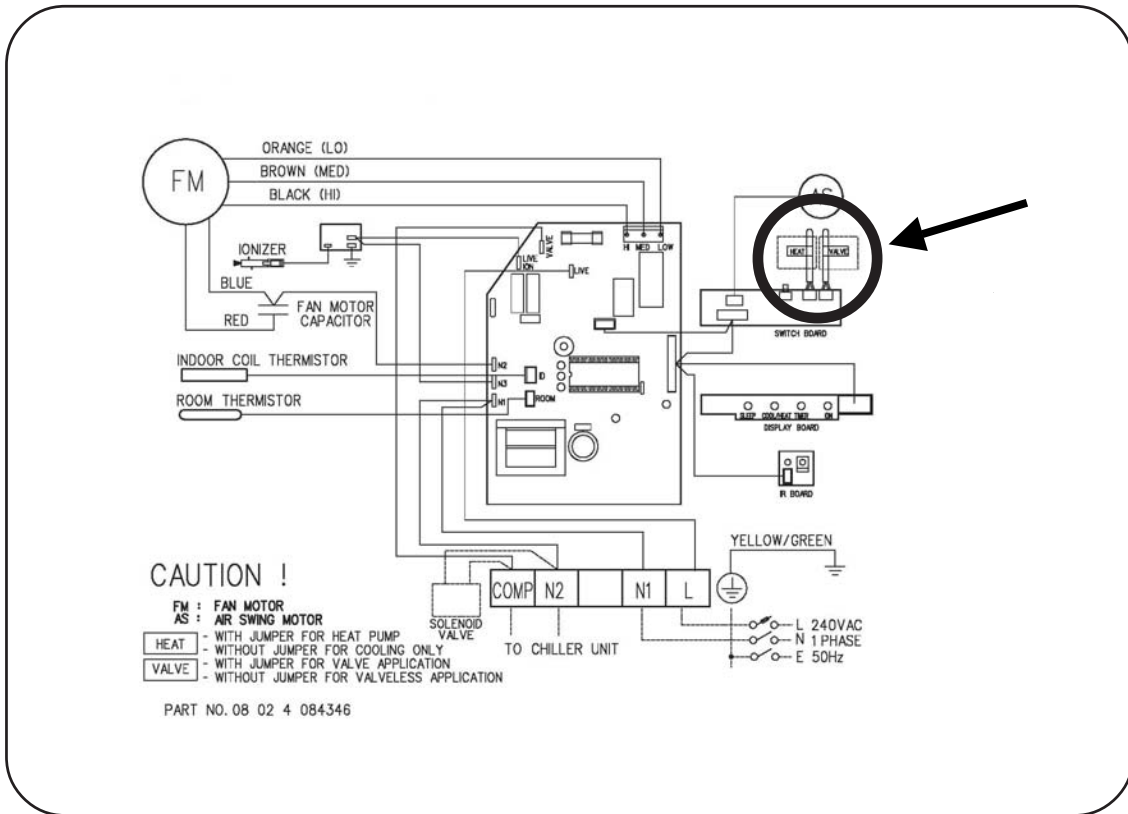 ORANGE (LO)
BROWN (MED)
BLACK (HI)
FM
AS
IONIZER
BLUE
RED
FAN MOTOR
CAPACITOR
VALVE
LIVE
ION
LIVE
HI MED LOW
HEAT
VALVE
SWITCH BOARD
INDOOR COIL THERMISTOR
ROOM THERMISTOR
N2
N3
N1
ID
ROOM
SLEEP COOL/HEAT TIMER ON
DISPLAY BOARD
IR BOARD
YELLOW/GREEN
COMP N2 N1 L
SOLENOID
VALVE
TO CHILLER UNIT
L 240VAC
N 1PHASE
E 50Hz
CAUTION !
FM : FAN MOTOR
AS : AIR SWING MOTOR
HEAT - WITH JUMPER FOR HEAT PUMP
- WITHOUT JUMPER FOR COOLING ONLY
VALVE - WITH JUMPER FOR VALVE APPLICATION
- WITHOUT JUMPER FOR VALVELESS APPLICATION
PART NO. 08 02 4 084346